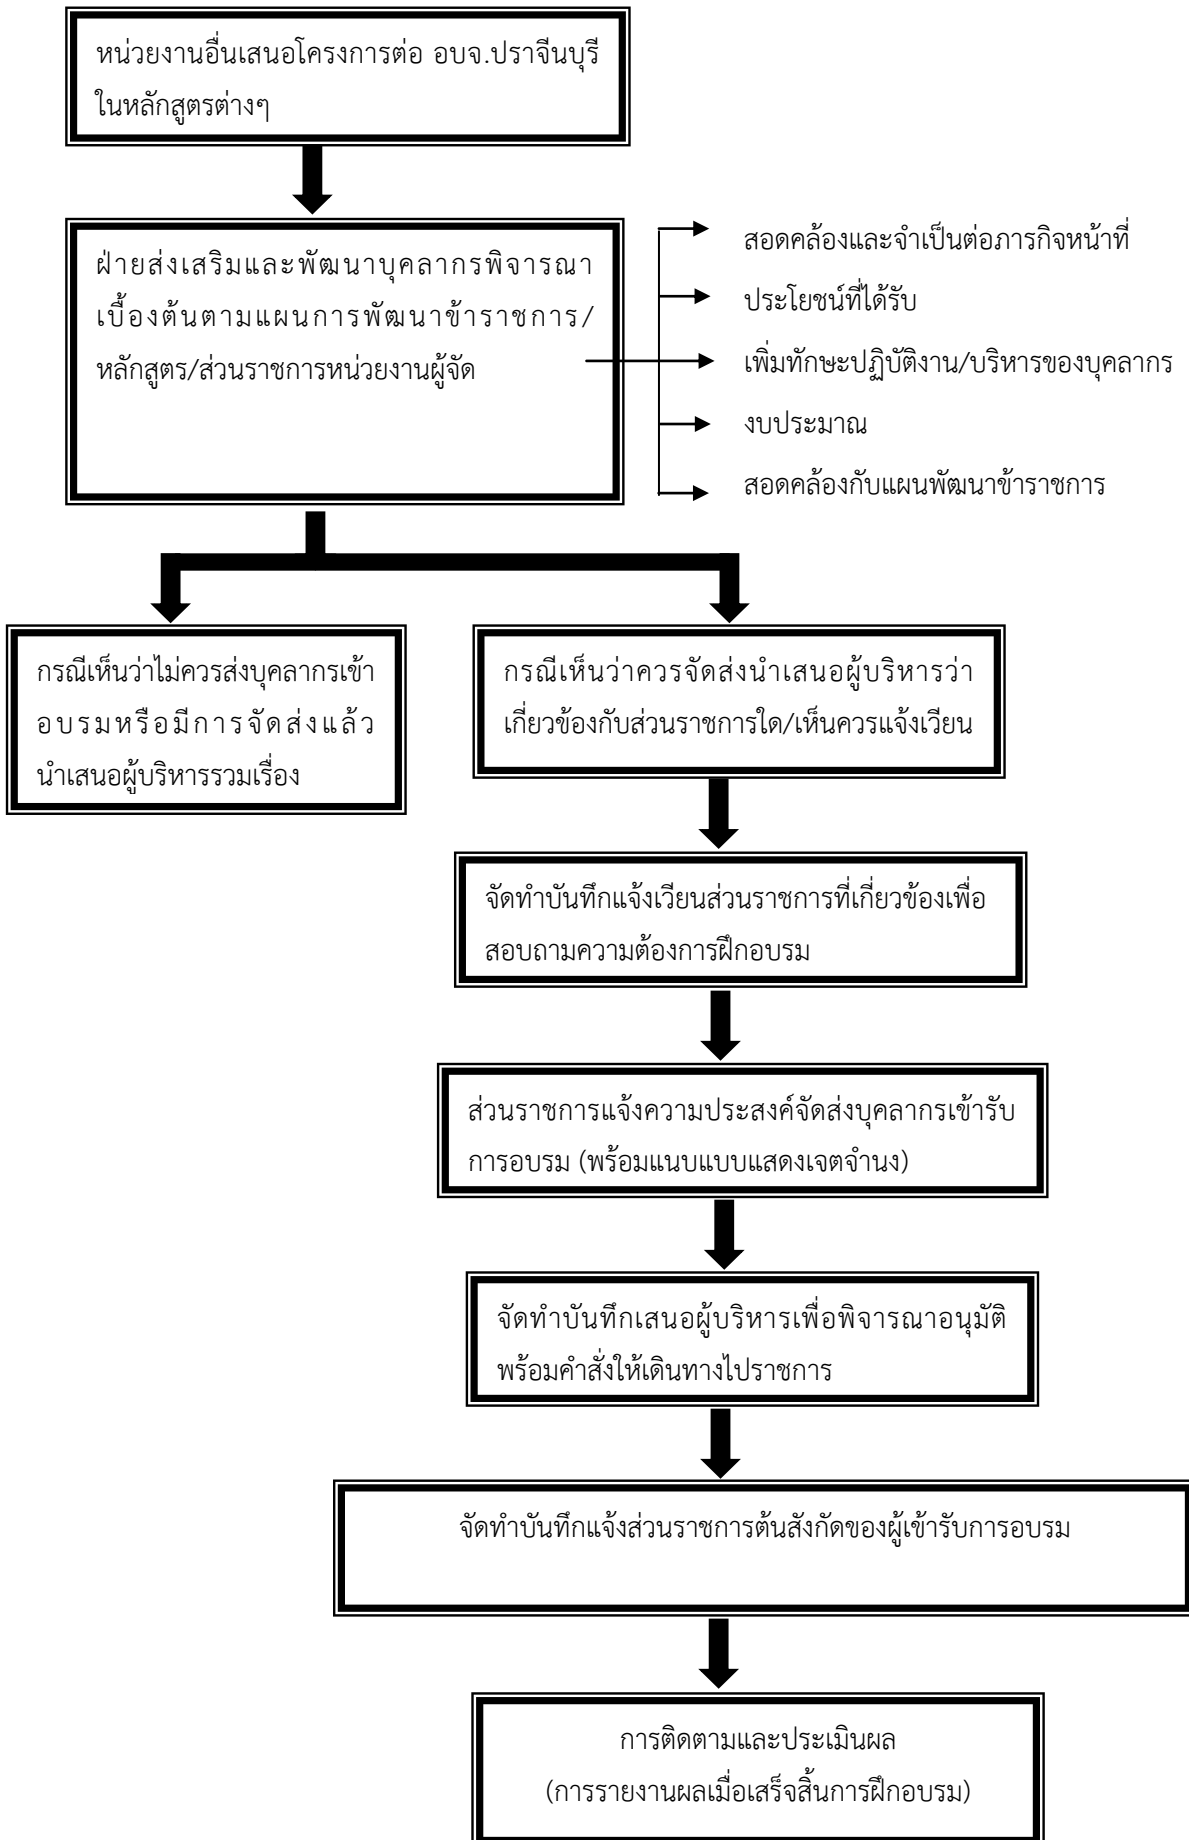 หน่วยงานอื่นเสนอโครงการต่อ อบจ.ปราจีนบุรี
ในหลักสูตรต่างๆ
ฝ่ายส่งเสริมและพัฒนาบุคลากรพิจารณา
เบื้องต้นตามแผนการพัฒนาข้าราชการ/
หลักสูตร/ส่วนราชการหน่วยงานผู้จัด
สอดคล้องและจำเป็นต่อภารกิจหน้าที่
ประโยชน์ที่ได้รับ
เพิ่มทักษะปฏิบัติงาน/บริหารของบุคลากร
งบประมาณ
สอดคล้องกับแผนพัฒนาข้าราชการ
กรณีเห็นว่าไม่ควรส่งบุคลากรเข้า
อบรมหรือมีการจัดส่งแล้ว
นำเสนอผู้บริหารรวมเรื่อง
กรณีเห็นว่าควรจัดส่งนำเสนอผู้บริหารว่า
เกี่ยวข้องกับส่วนราชการใด/เห็นควรแจ้งเวียน
จัดทำบันทึกแจ้งเวียนส่วนราชการที่เกี่ยวข้องเพื่อ
สอบถามความต้องการฝึกอบรม
ส่วนราชการแจ้งความประสงค์จัดส่งบุคลากรเข้ารับ
การอบรม (พร้อมแนบแบบแสดงเจตจำนง)
จัดทำบันทึกเสนอผู้บริหารเพื่อพิจารณาอนุมัติ
พร้อมคำสั่งให้เดินทางไปราชการ
จัดทำบันทึกแจ้งส่วนราชการต้นสังกัดของผู้เข้ารับการอบรม
การติดตามและประเมินผล
(การรายงานผลเมื่อเสร็จสิ้นการฝึกอบรม)